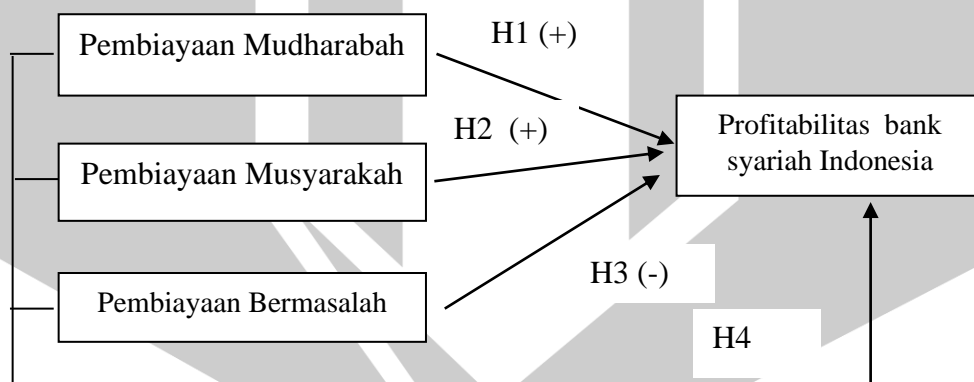 Pembiayaan Mudharabah
H1 (+)
H2 (+)
Profitabilitas bank
syariah Indonesia
Pembiayaan Musyarakah
H3 (-)
Pembiayaan Bermasalah
H4